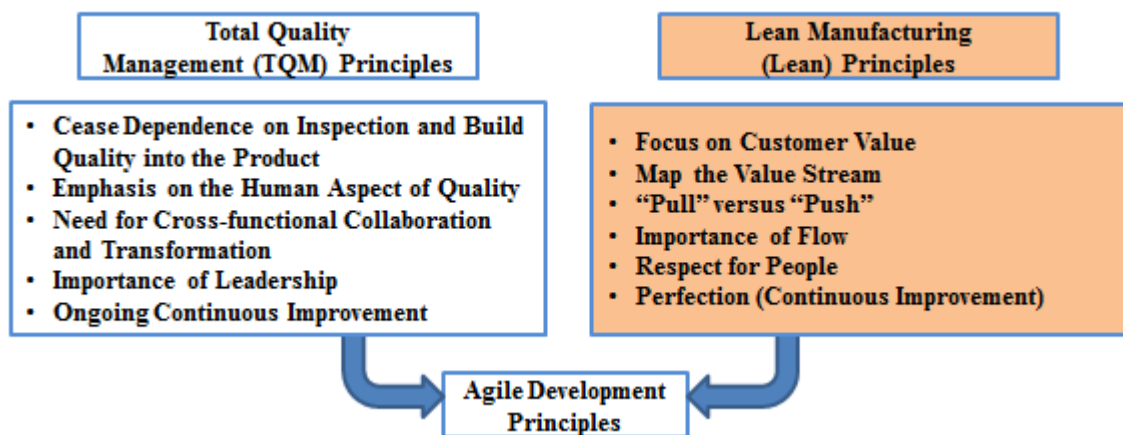 Total Quality
Management (TQM) Principles
• Cease Dependence on Inspection and Build
Quality into the Product
• Emphasis on the Human Aspect of Quality
• Need for Cross-functional Collaboration
and Transformation
• Importance of Leadership
• Ongoing Continuous Improvement
Lean Manufacturing
(Lean) Principles
• Focus on Customer Value
• Map the Value Stream
• “Pull” versus “Push”
• Importance of Flow
• Respect for People
• Perfection (Continuous Improvement)
Agile Development
Principles